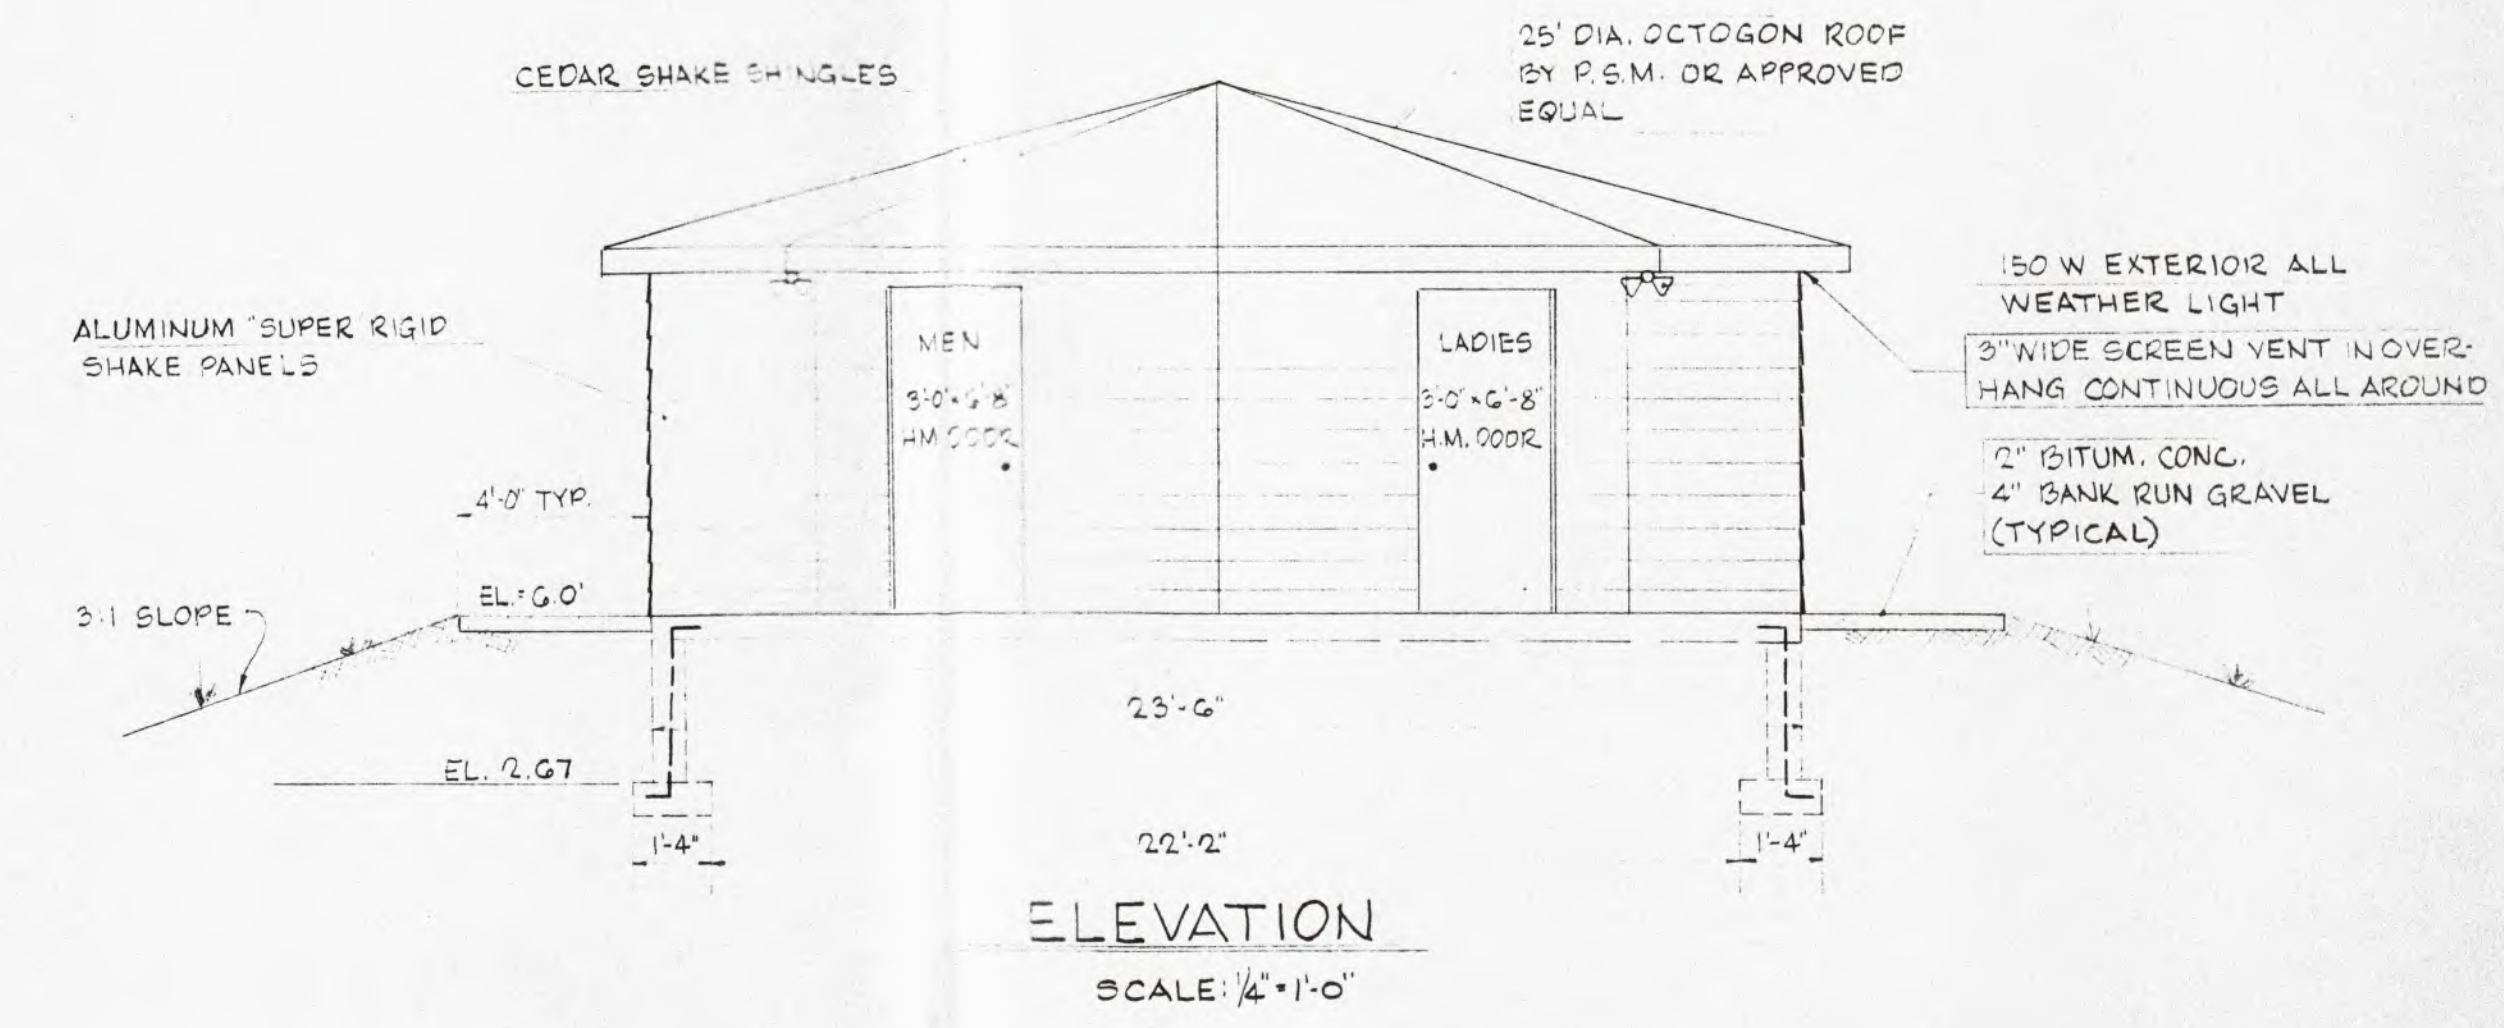 CEDAR SHAKE SHINGLES
25' DIA. OCTOGON ROOF
BY P.S.M. OR APPROVED
EQUAL
150 W EXTERIOR ALL
WEATHER LIGHT
3" WIDE SCREEN VENT IN OVER-
HANG CONTINUOUS ALL AROUND
2" BITUM. CONC.
4" BANK RUN GRAVEL
(TYPICAL)
ALUMINUM "SUPER RIGID
SHAKE PANELS
MEN
3'-0" x 6'-8"
H.M. DOOR
LADIES
3'-0" x 6'-8"
H.M. DOOR
4'-0" TYP.
EL.= 6.0'
3:1 SLOPE
EL. 2.67
23'-6"
1'-4"
22'-2"
1'-4"
ELEVATION
SCALE: 1/4" = 1'-0"